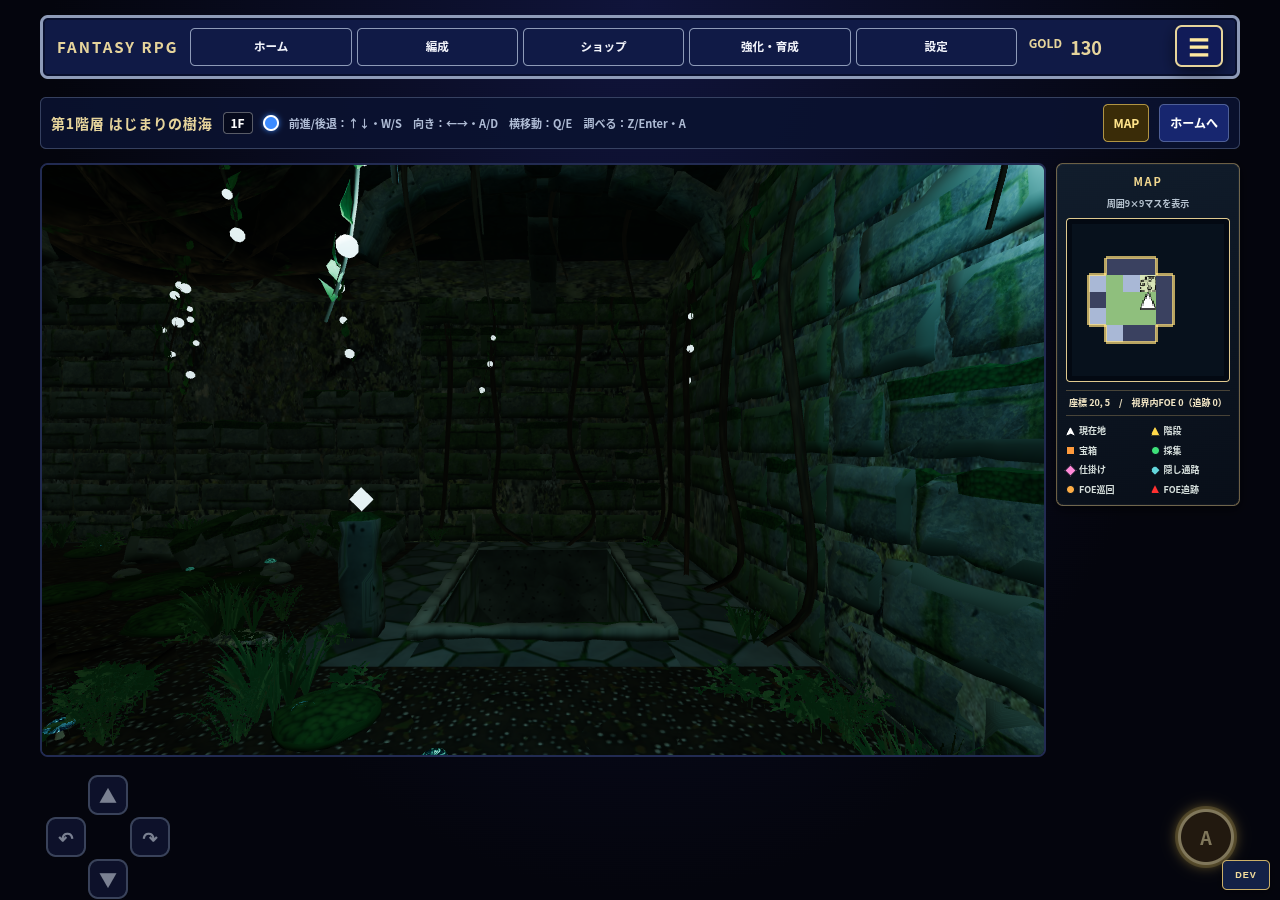 FANTASY RPG ホーム 編成 ショップ 強化・育成 設定 GOLD 130
第1階層 はじまりの樹海 1F 前進/後退：↑↓・W/S 向き：←→・A/D 横移動：Q/E 調べる：Z/Enter・A MAP ホームへ
MAP
周囲9×9マスを表示
座標 20, 5 / 視界内FOE 0（追跡 0）
現在地 階段
宝箱 採集
仕掛け 隠し通路
FOE巡回 FOE追跡
A
DEV